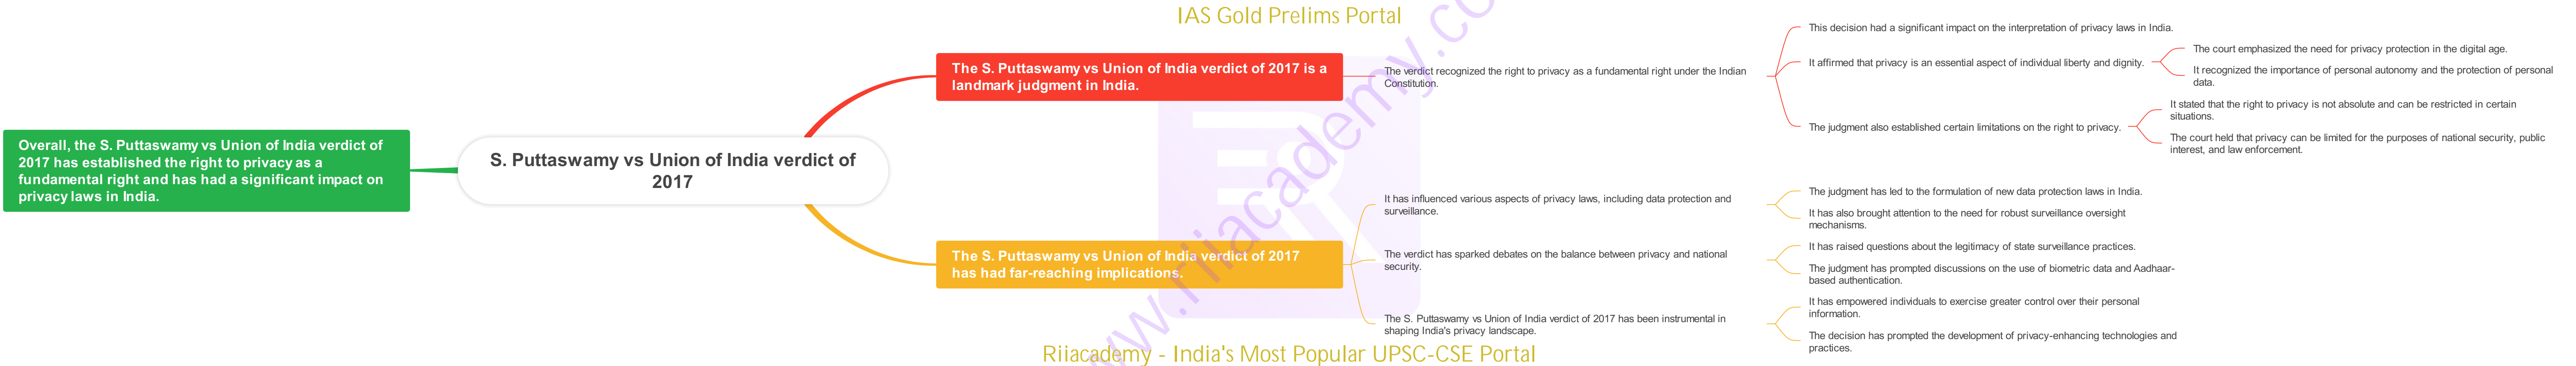 IAS Gold Prelims Portal
Overall, the S. Puttaswamy vs Union of India verdict of
2017 has established the right to privacy as a
fundamental right and has had a significant impact on
privacy laws in India.
S. Puttaswamy vs Union of India verdict of
2017
The S. Puttaswamy vs Union of India verdict of 2017 is a
landmark judgment in India.
The verdict recognized the right to privacy as a fundamental right under the Indian
Constitution.
This decision had a significant impact on the interpretation of privacy laws in India.
It affirmed that privacy is an essential aspect of individual liberty and dignity.
The court emphasized the need for privacy protection in the digital age.
It recognized the importance of personal autonomy and the protection of personal
data.
The judgment also established certain limitations on the right to privacy.
It stated that the right to privacy is not absolute and can be restricted in certain
situations.
The court held that privacy can be limited for the purposes of national security, public
interest, and law enforcement.
The S. Puttaswamy vs Union of India verdict of 2017
has had far-reaching implications.
It has influenced various aspects of privacy laws, including data protection and
surveillance.
The judgment has led to the formulation of new data protection laws in India.
It has also brought attention to the need for robust surveillance oversight
mechanisms.
The verdict has sparked debates on the balance between privacy and national
security.
It has raised questions about the legitimacy of state surveillance practices.
The judgment has prompted discussions on the use of biometric data and Aadhaar-
based authentication.
The S. Puttaswamy vs Union of India verdict of 2017 has been instrumental in
shaping India's privacy landscape.
It has empowered individuals to exercise greater control over their personal
information.
The decision has prompted the development of privacy-enhancing technologies and
practices.
www.riiacademy.co
Riiacademy - India's Most Popular UPSC-CSE Portal